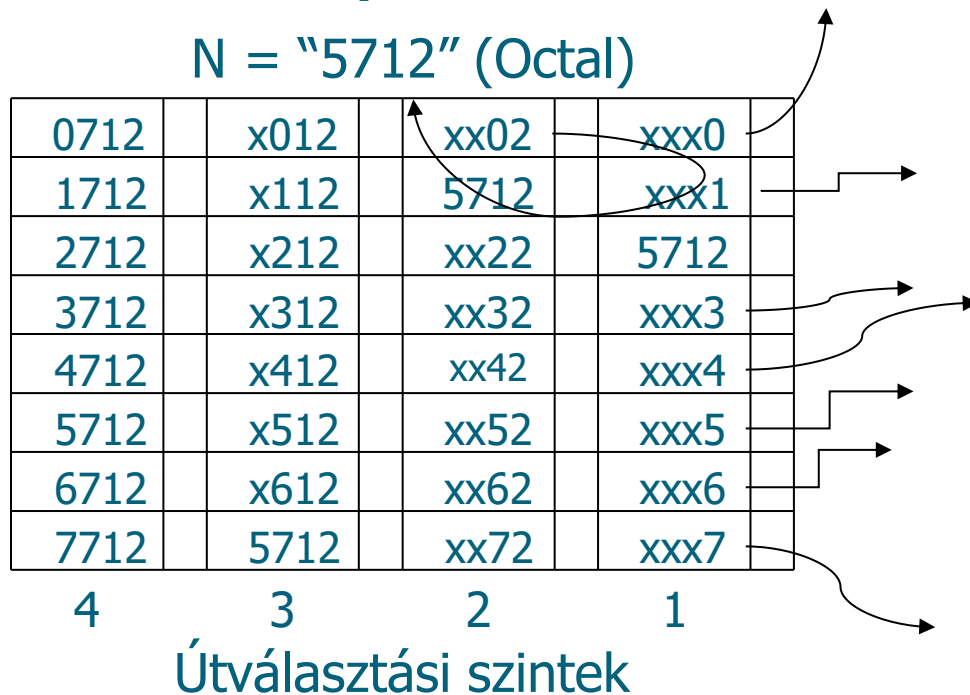 N = “5712” (Octal)
0712 x012 xx02 xxx0
1712 x112 5712 xxx1
2712 x212 xx22 5712
3712 x312 xx32 xxx3
4712 x412 xx42 xxx4
5712 x512 xx52 xxx5
6712 x612 xx62 xxx6
7712 5712 xx72 xxx7
4 3 2 1
Útválasztási szintek